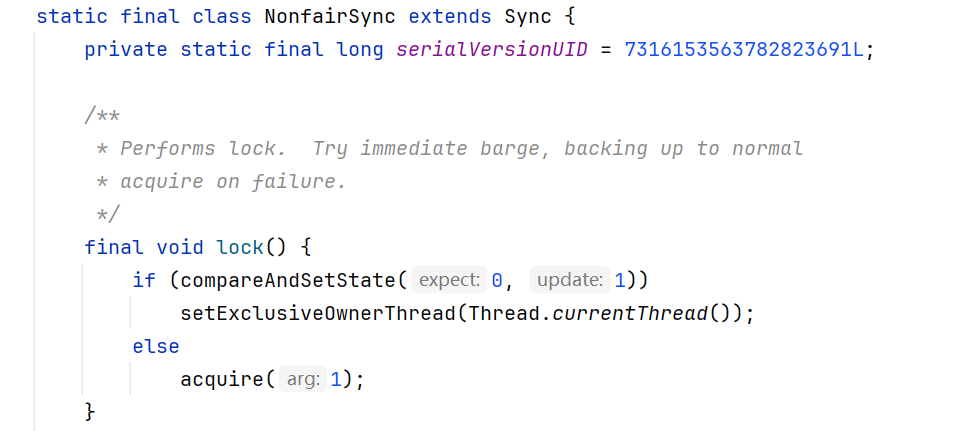 static final class NonfairSync extends Sync {
private static final long serialVersionUID = 7316153563782823691L;
/**
* Performs lock.  Try immediate barge, backing up to normal
* acquire on failure.
*/
final void lock() {
if (compareAndSetState( expect: 0, update: 1))
setExclusiveOwnerThread(Thread.currentThread());
else
acquire( arg: 1);
}